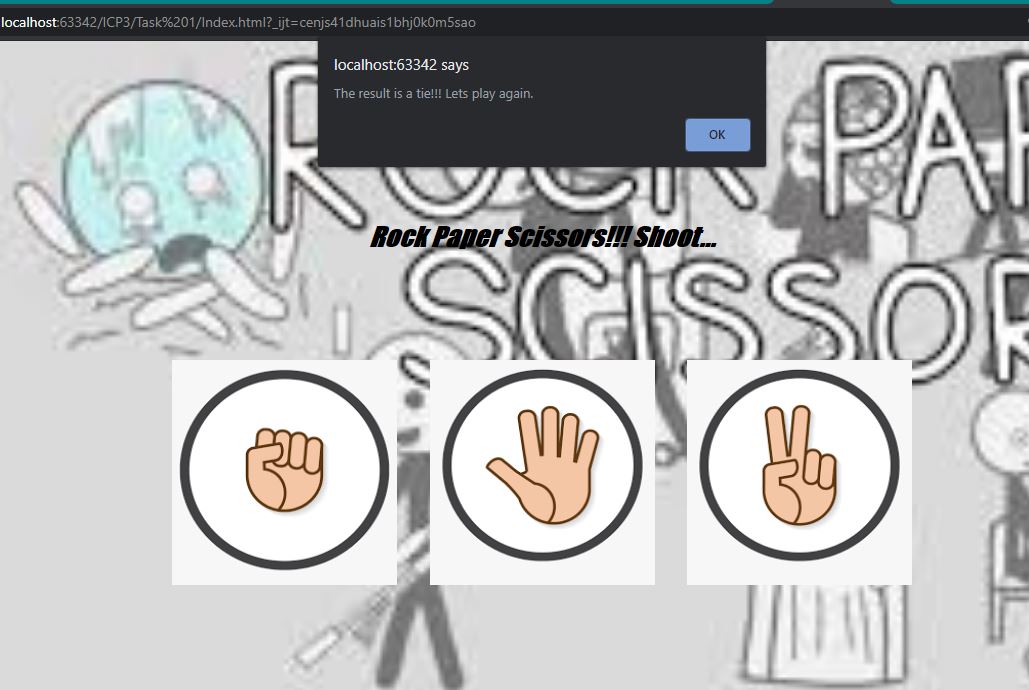 localhost:63342/ICP3/Task%201/Index.html?_ijt=cenjs41dhuais1bhj0k0m5sao
localhost:63342 says
The result is a tie!!! Lets play again.
OK
ROCK PAP
Rock Paper Scissors!!! Shoot...
SCISSOR